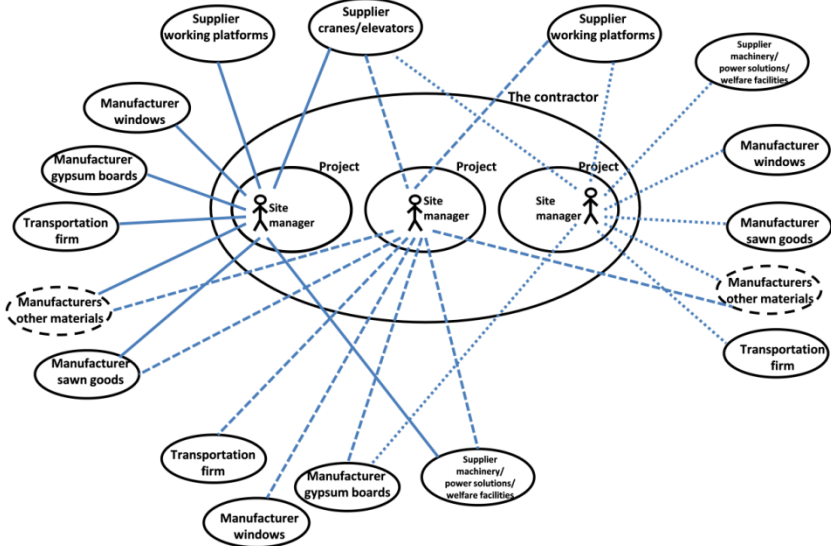 Supplier
working platforms
Supplier
cranes/elevators
Supplier
working platforms
Supplier
machinery/
power solutions/
welfare facilities
The contractor
Manufacturer
windows
Manufacturer
windows
Manufacturer
gypsum boards
Project
Project
Project
Site
manager
Site
manager
Site
manager
Transportation
firm
Manufacturer
sawn goods
Manufacturers
other materials
Manufacturers
other materials
Manufacturer
sawn goods
Transportation
firm
Transportation
firm
Manufacturer
windows
Manufacturer
gypsum boards
Supplier
machinery/
power solutions/
welfare facilities